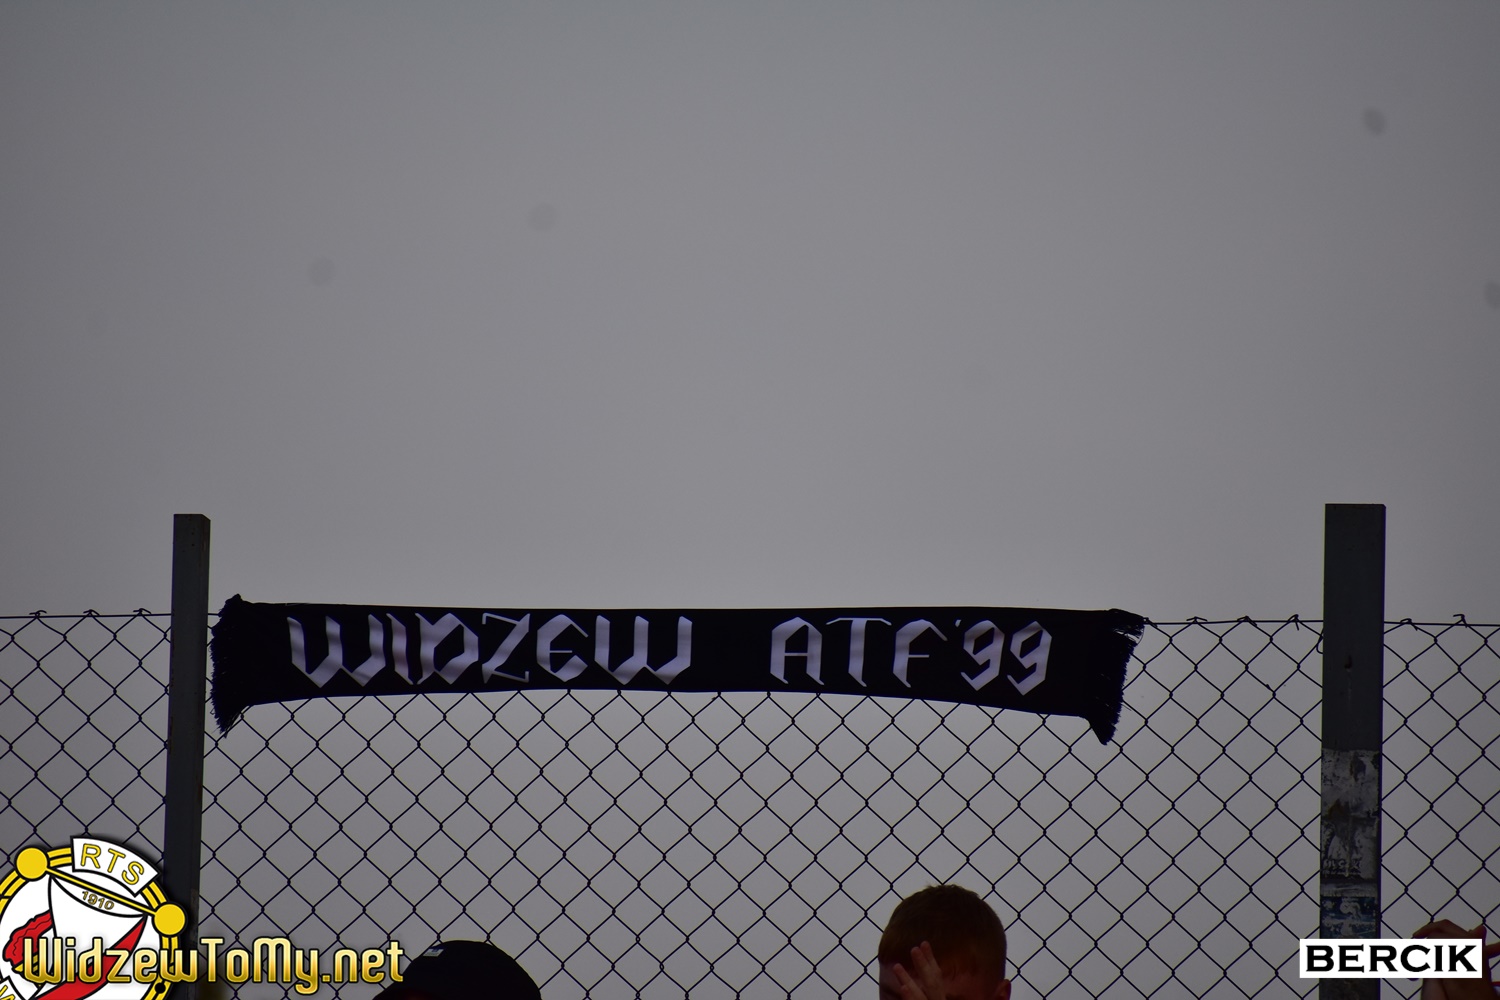 WIDZEW ATF'99
RTS
1910
WidzewToMy.net
BERCIK